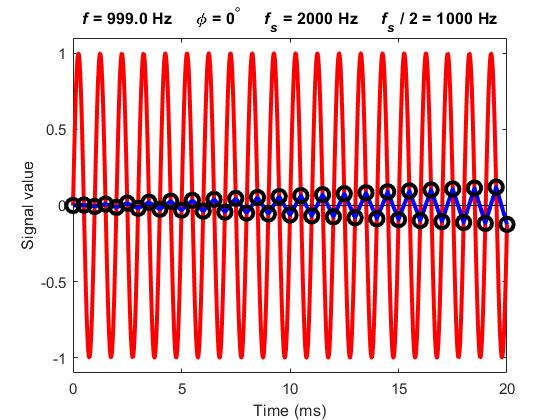 f = 999.0 Hz ϕ = 0° fs = 2000 Hz fs / 2 = 1000 Hz
1
0.5
0
-0.5
-1
Signal value
0 5 10 15 20
Time (ms)